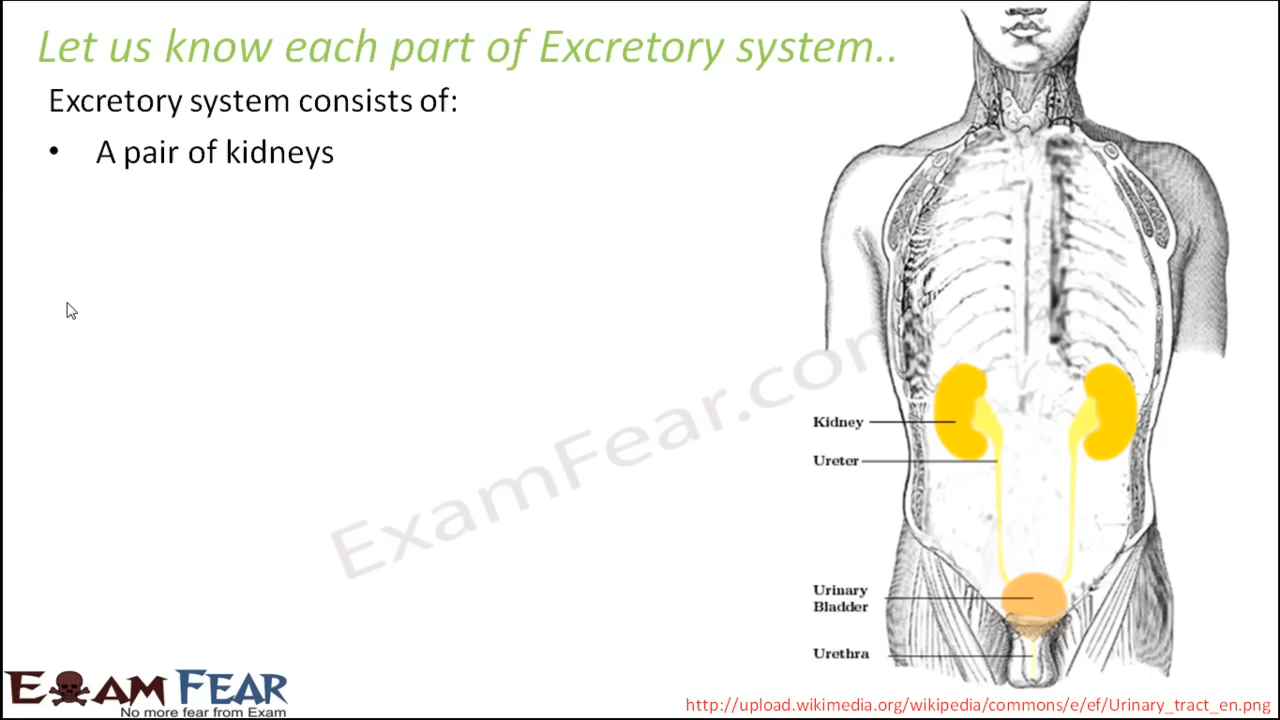 Let us know each part of Excretory system..
Excretory system consists of:
• A pair of kidneys
ExamFear.com
Kidney
Ureter
Urinary
Bladder
Urethra
EXAM FEAR
No more fear from Exam
http://upload.wikimedia.org/wikipedia/commons/e/ef/Urinary_tract_en.png